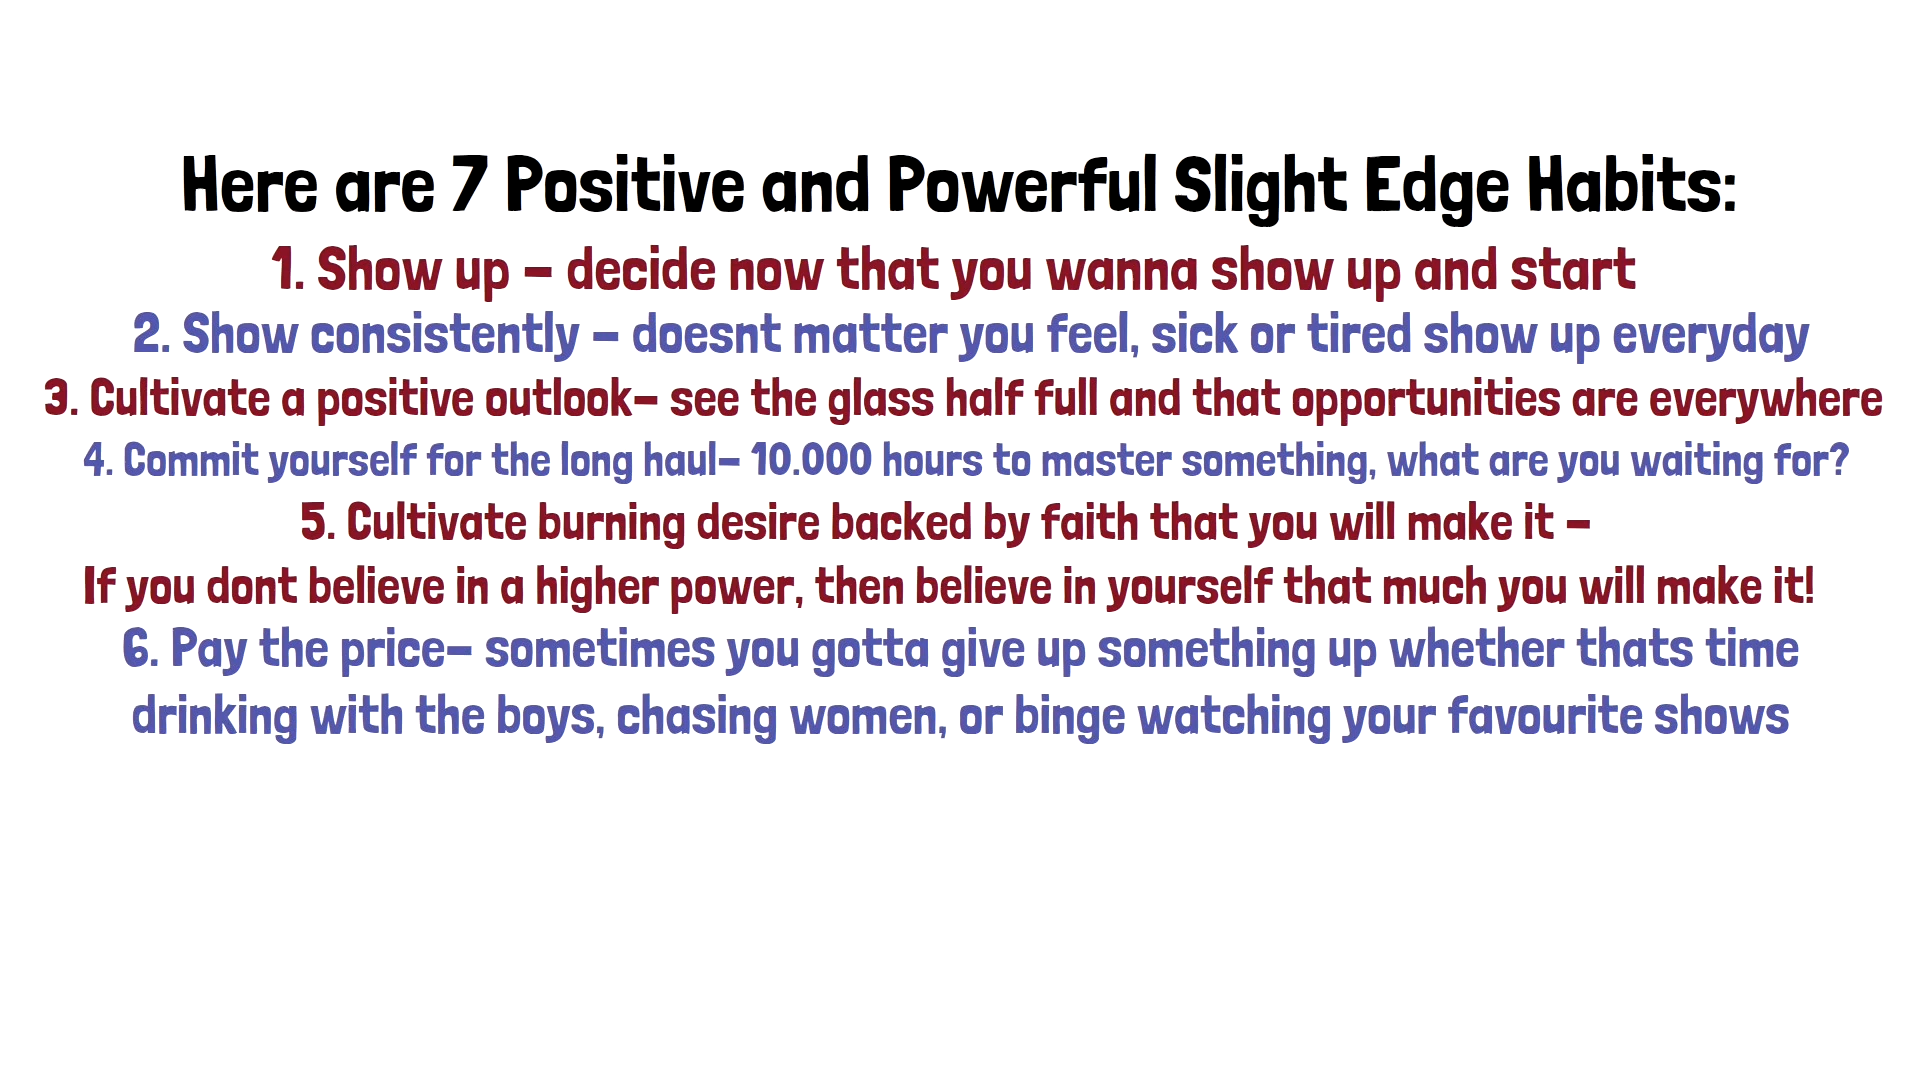 Here are 7 Positive and Powerful Slight Edge Habits:
1. Show up – decide now that you wanna show up and start
2. Show consistently – doesnt matter you feel, sick or tired show up everyday
3. Cultivate a positive outlook– see the glass half full and that opportunities are everywhere
4. Commit yourself for the long haul– 10.000 hours to master something, what are you waiting for?
5. Cultivate burning desire backed by faith that you will make it –
If you dont believe in a higher power, then believe in yourself that much you will make it!
6. Pay the price– sometimes you gotta give up something up whether thats time
drinking with the boys, chasing women, or binge watching your favourite shows